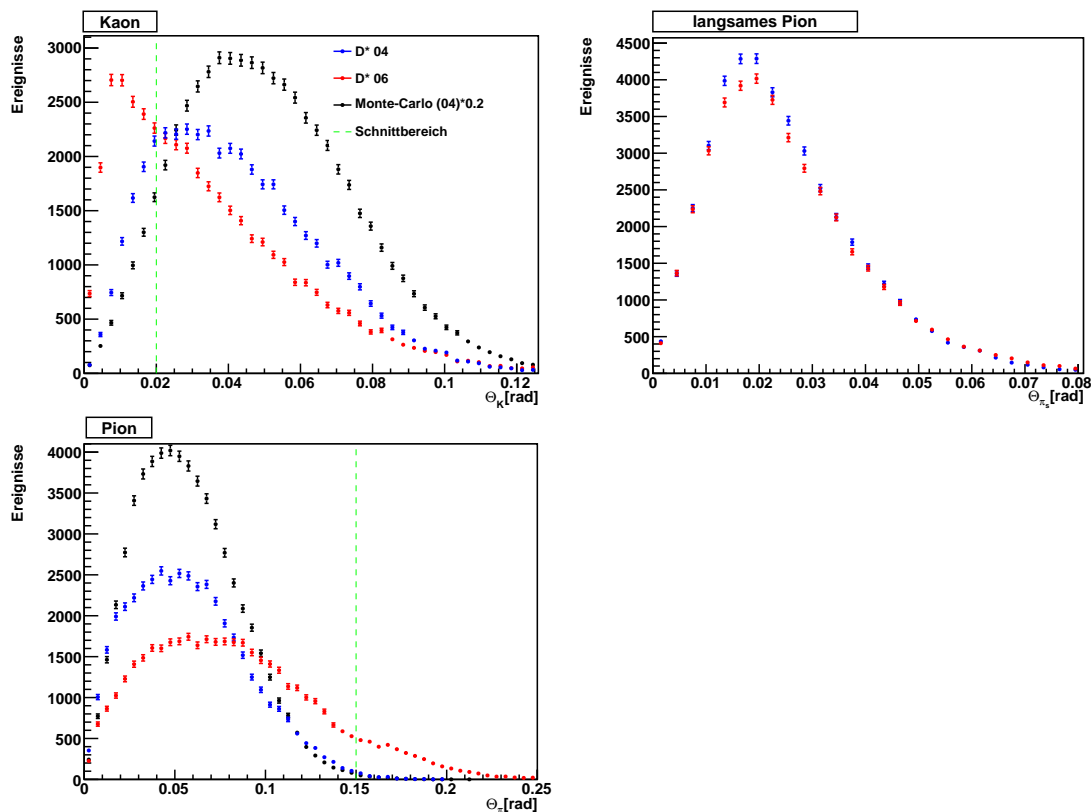 Kaon
Ereignisse
3000
2500
2000
1500
1000
500
0
0 0.02 0.04 0.06 0.08 0.1 0.12
Θ_K[rad]
D* 04
D* 06
Monte-Carlo (04)*0.2
Schnittbereich
langsames Pion
Ereignisse
4500
4000
3500
3000
2500
2000
1500
1000
500
0
0 0.01 0.02 0.03 0.04 0.05 0.06 0.07 0.08
Θ_π_s[rad]
Pion
Ereignisse
4000
3500
3000
2500
2000
1500
1000
500
0
0 0.05 0.1 0.15 0.2 0.25
Θ_π[rad]